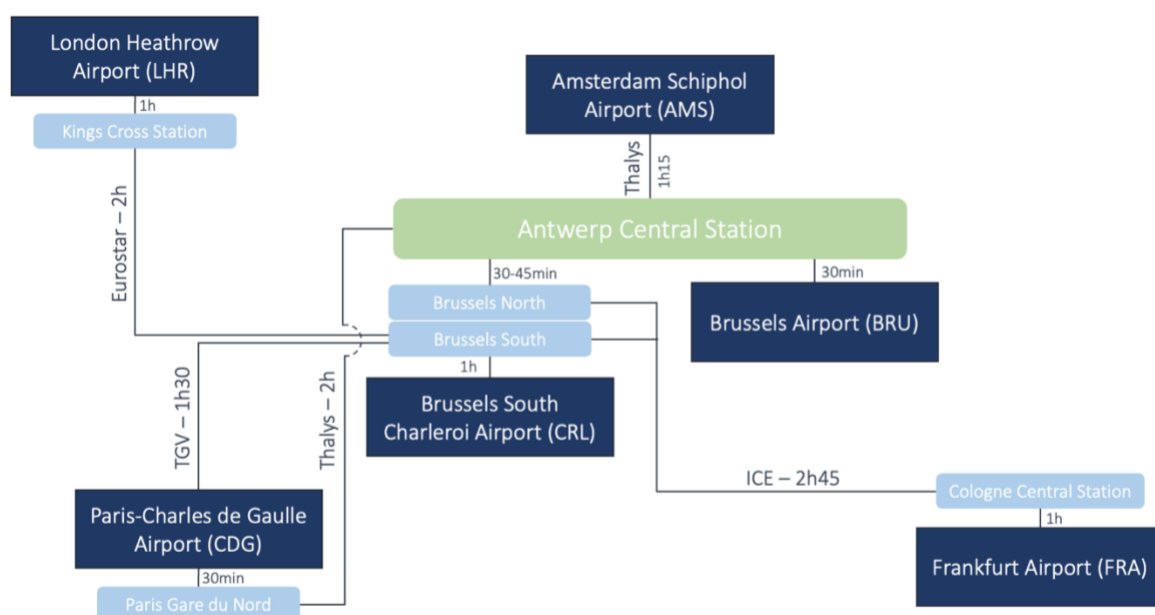 London Heathrow
Airport (LHR)
1h
Kings Cross Station
Eurostar – 2h
Amsterdam Schiphol
Airport (AMS)
Thalys
1h15
Antwerp Central Station
30-45min
30min
Brussels North
Brussels South
Brussels Airport (BRU)
1h
Brussels South
Charleroi Airport (CRL)
TGV – 1h30
Thalys – 2h
ICE – 2h45
Cologne Central Station
1h
Frankfurt Airport (FRA)
Paris-Charles de Gaulle
Airport (CDG)
30min
Paris Gare du Nord